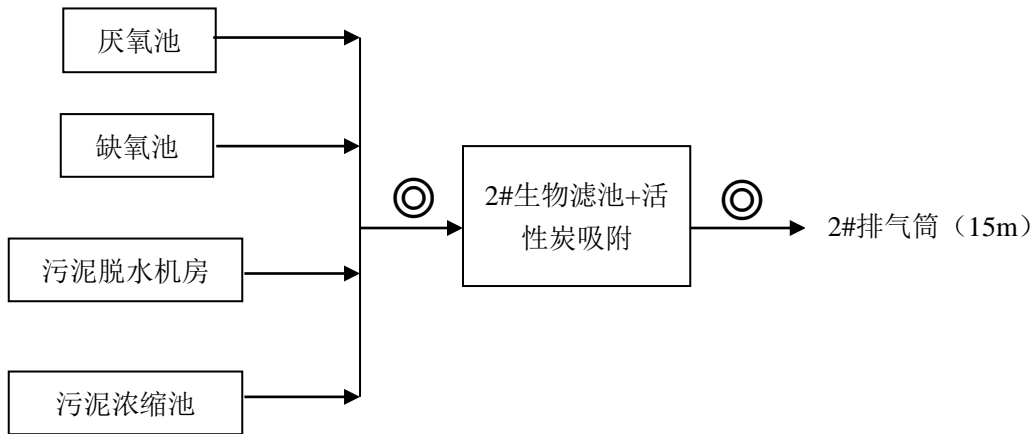 厌氧池
缺氧池
2#生物滤池+活
性炭吸附
2#排气筒（15m）
污泥脱水机房
污泥浓缩池